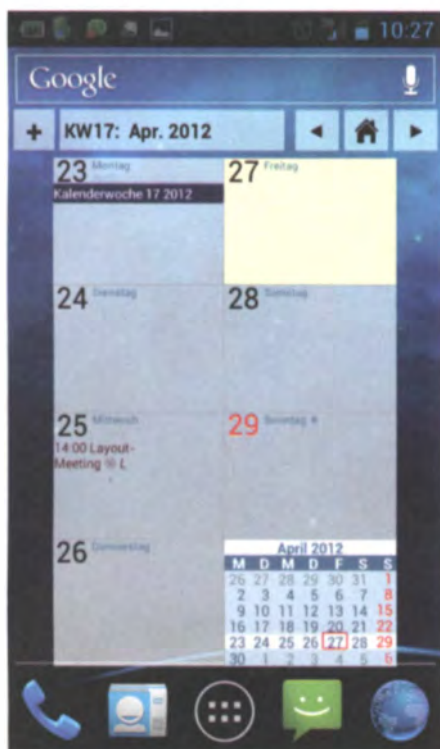 10:27
Google
+ KW17: Apr. 2012
23 Montag
Kalenderwoche 17 2012
24 Dienstag
25 Mittwoch
14:00 Layout-
Meeting
L
26 Donnerstag
27 Freitag
28 Samstag
29 Sonntag
April 2012
M D M D F S S
26 27 28 29 30 31 1
2 3 4 5 6 7 8
9 10 11 12 13 14 15
16 17 18 19 20 21 22
23 24 25 26 27 28 29
30 1 2 3 4 5 6